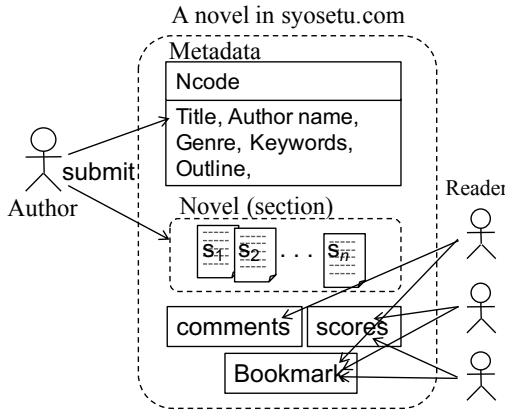 A novel in syosetu.com
Metadata
Ncode
Title, Author name,
Genre, Keywords,
Outline,
submit
Author
Novel (section)
s1 s2 . . . sn
Reader
comments
scores
Bookmark